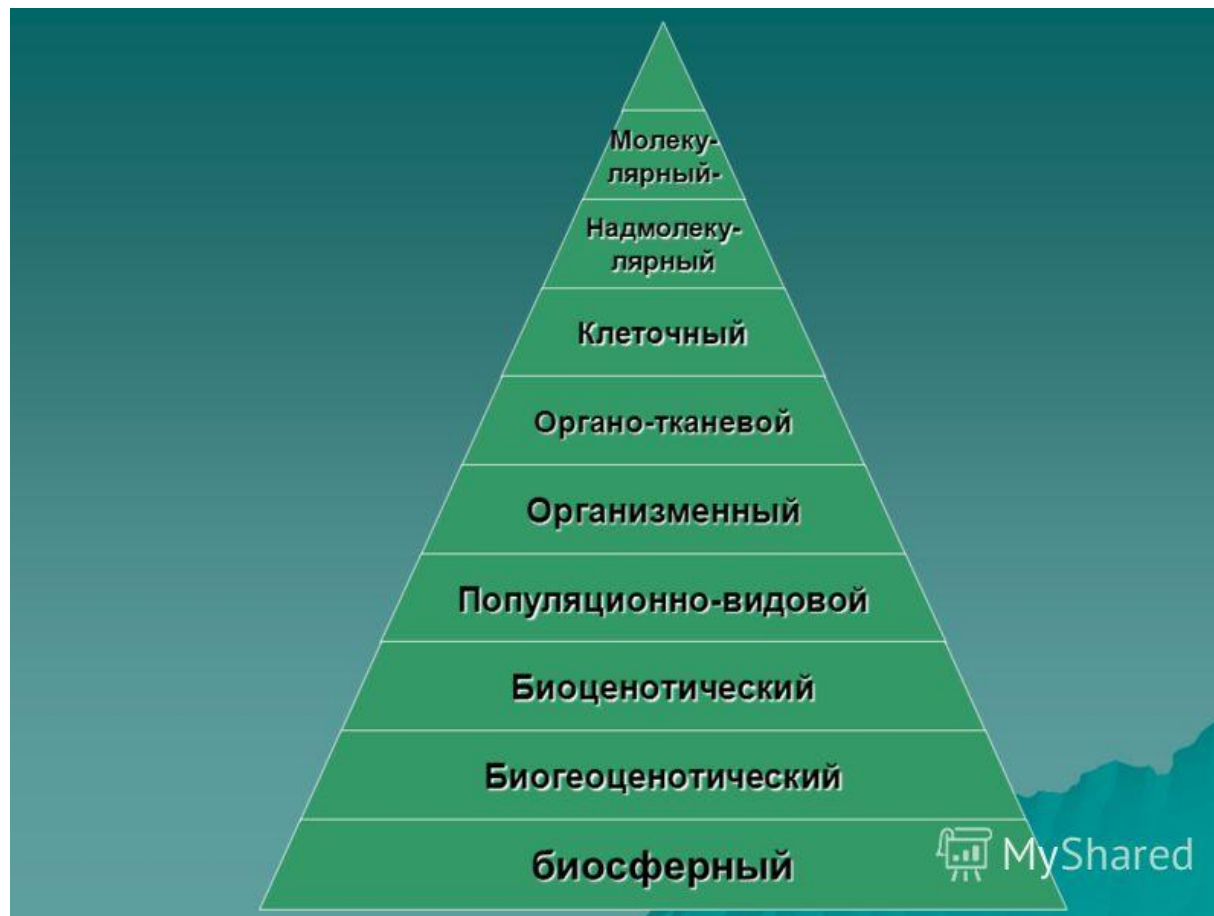 Молеку-
лярный-
Надмолеку-
лярный
Клеточный
Органо-тканевой
Организменный
Популяционно-видовой
Биоценотический
Биогеоценотический
биосферный
MyShared